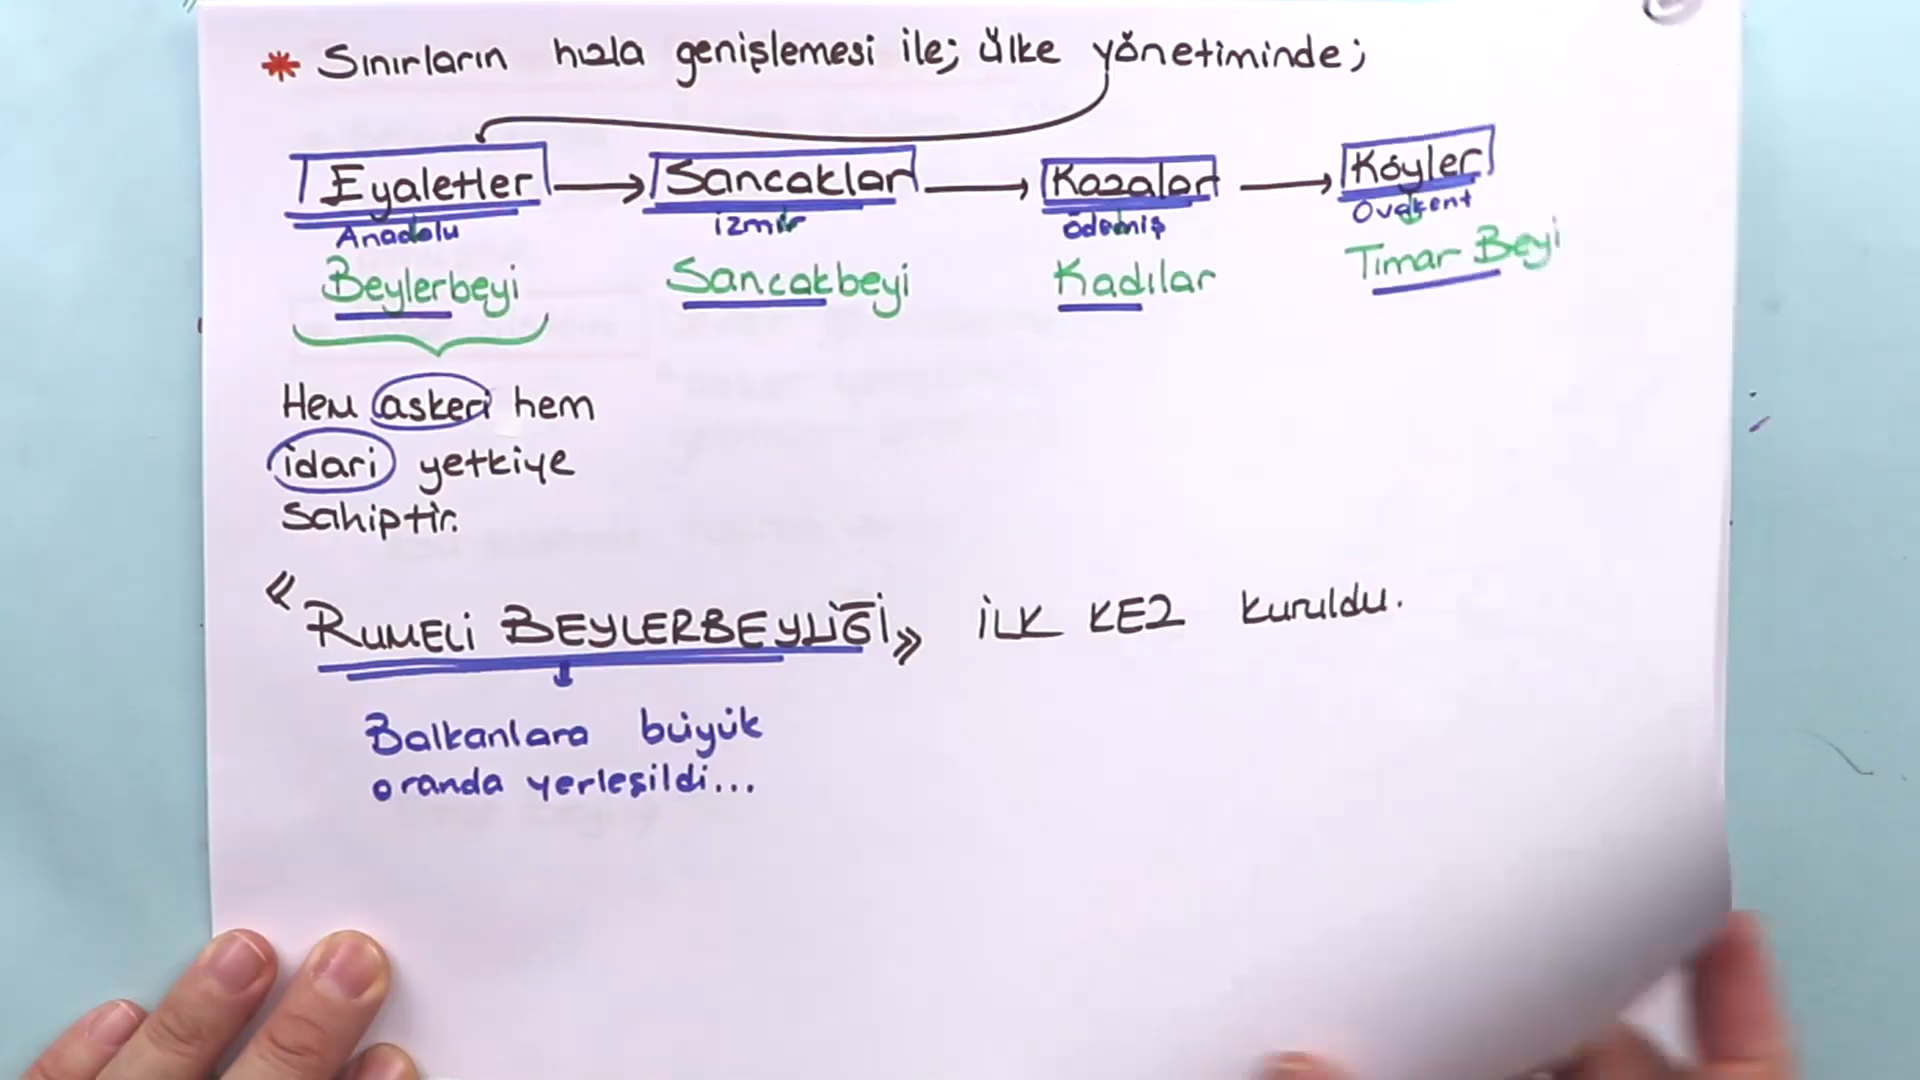 * Sınırların hızla genişlemesi ile; ülke yönetiminde;
Eyaletler → Sancaklar → Kazalar → Köyler
Anadolu izmir ödemiş Ovakent
Beylerbeyi Sancakbeyi Kadılar Tımar Beyi
Hem askeri hem
idari yetkiye
Sahiptir.
« RUMELİ BEYLERBEYLİĞİ » İLK KEZ kuruldu.
Balkanlara büyük
oranda yerleşildi...